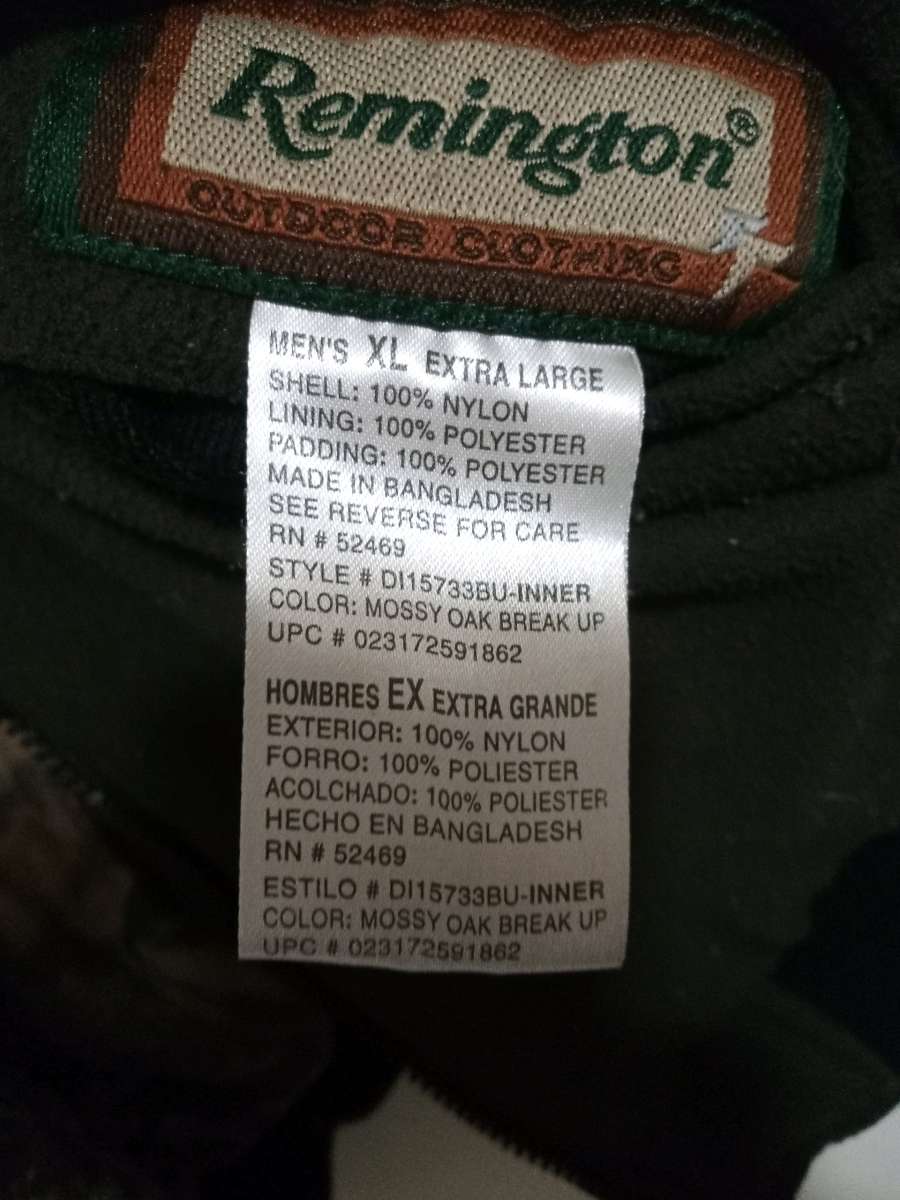 Remington®
OUTDOOR CLOTHING
MEN'S XL EXTRA LARGE
SHELL: 100% NYLON
LINING: 100% POLYESTER
PADDING: 100% POLYESTER
MADE IN BANGLADESH
SEE REVERSE FOR CARE
RN # 52469
STYLE # DI15733BU-INNER
COLOR: MOSSY OAK BREAK UP
UPC # 023172591862
HOMBRES EX EXTRA GRANDE
EXTERIOR: 100% NYLON
FORRO: 100% POLIESTER
ACOLCHADO: 100% POLIESTER
HECHO EN BANGLADESH
RN # 52469
ESTILO # DI15733BU-INNER
COLOR: MOSSY OAK BREAK UP
UPC # 023172591862